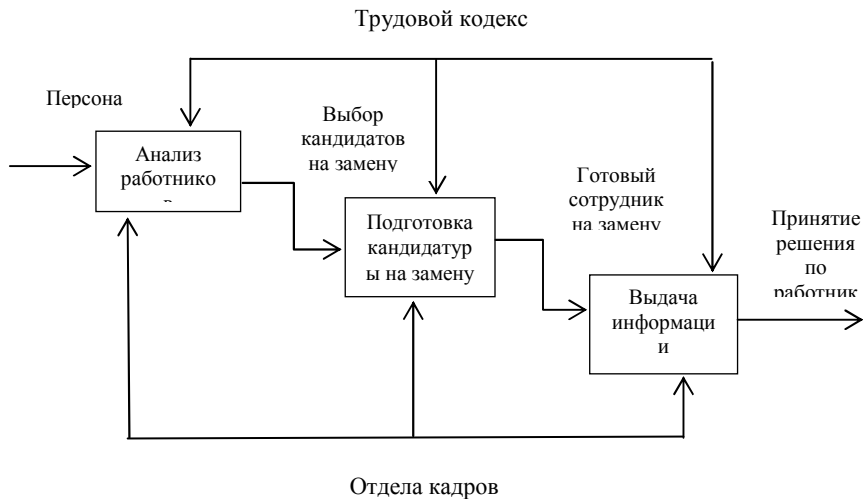 Трудовой кодекс
Персона
Выбор
кандидатов
на замену
Анализ
работнико
в
Готовый
сотрудник
на замену
Подготовка
кандидатур
ы на замену
Принятие
решения
по
работник
Выдача
информаци
и
Отдела кадров